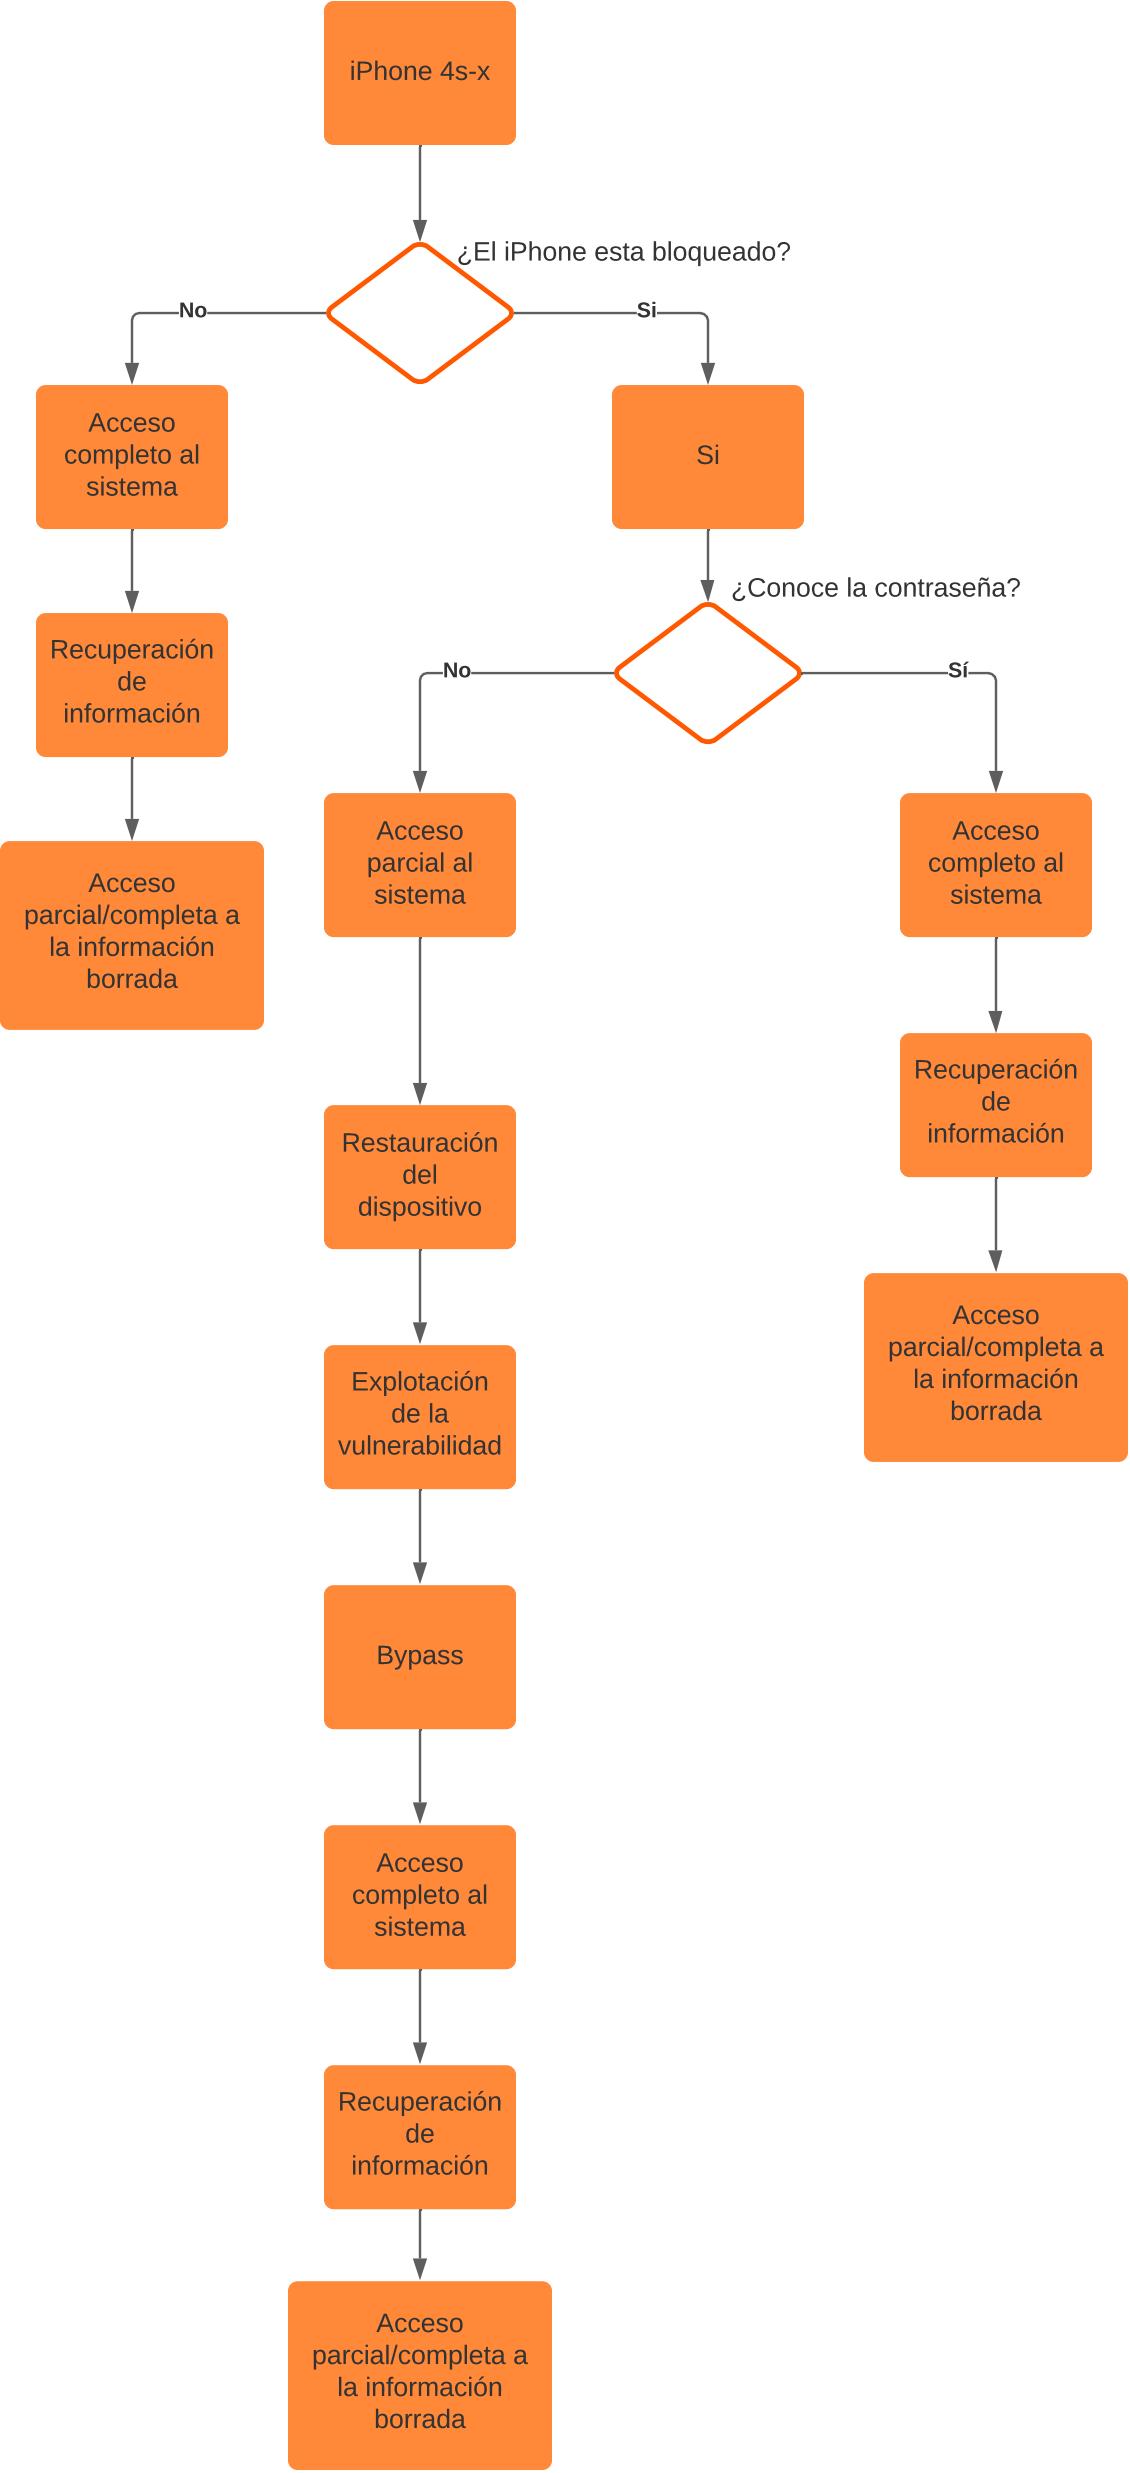 iPhone 4s-x
¿El iPhone esta bloqueado?
No
Si
Acceso
completo al
sistema
Si
Recuperación
de
información
¿Conoce la contraseña?
No
Sí
Acceso
parcial/completa a
la información
borrada
Acceso
parcial al
sistema
Acceso
completo al
sistema
Restauración
del
dispositivo
Recuperación
de
información
Explotación
de la
vulnerabilidad
Acceso
parcial/completa a
la información
borrada
Bypass
Acceso
completo al
sistema
Recuperación
de
información
Acceso
parcial/completa a
la información
borrada